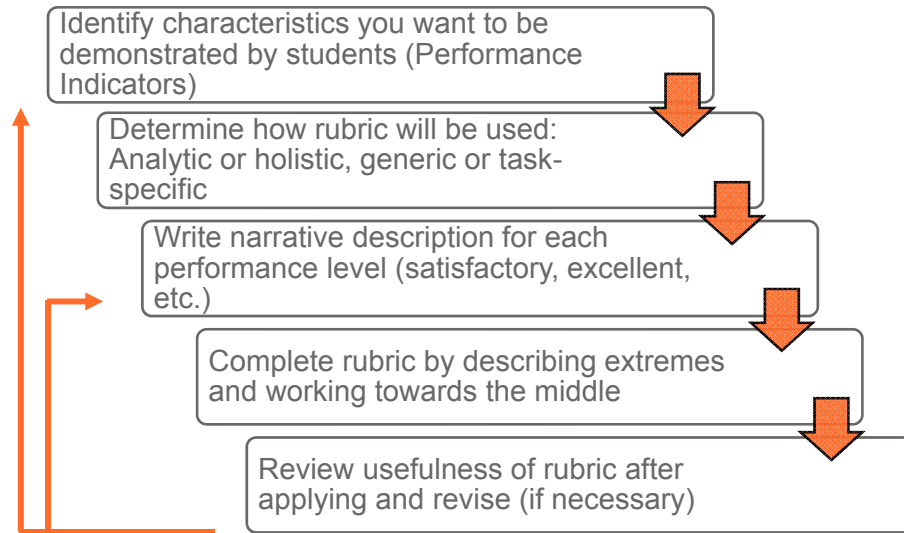 Identify characteristics you want to be
demonstrated by students (Performance
Indicators)
Determine how rubric will be used:
Analytic or holistic, generic or task-
specific
Write narrative description for each
performance level (satisfactory, excellent,
etc.)
Complete rubric by describing extremes
and working towards the middle
Review usefulness of rubric after
applying and revise (if necessary)